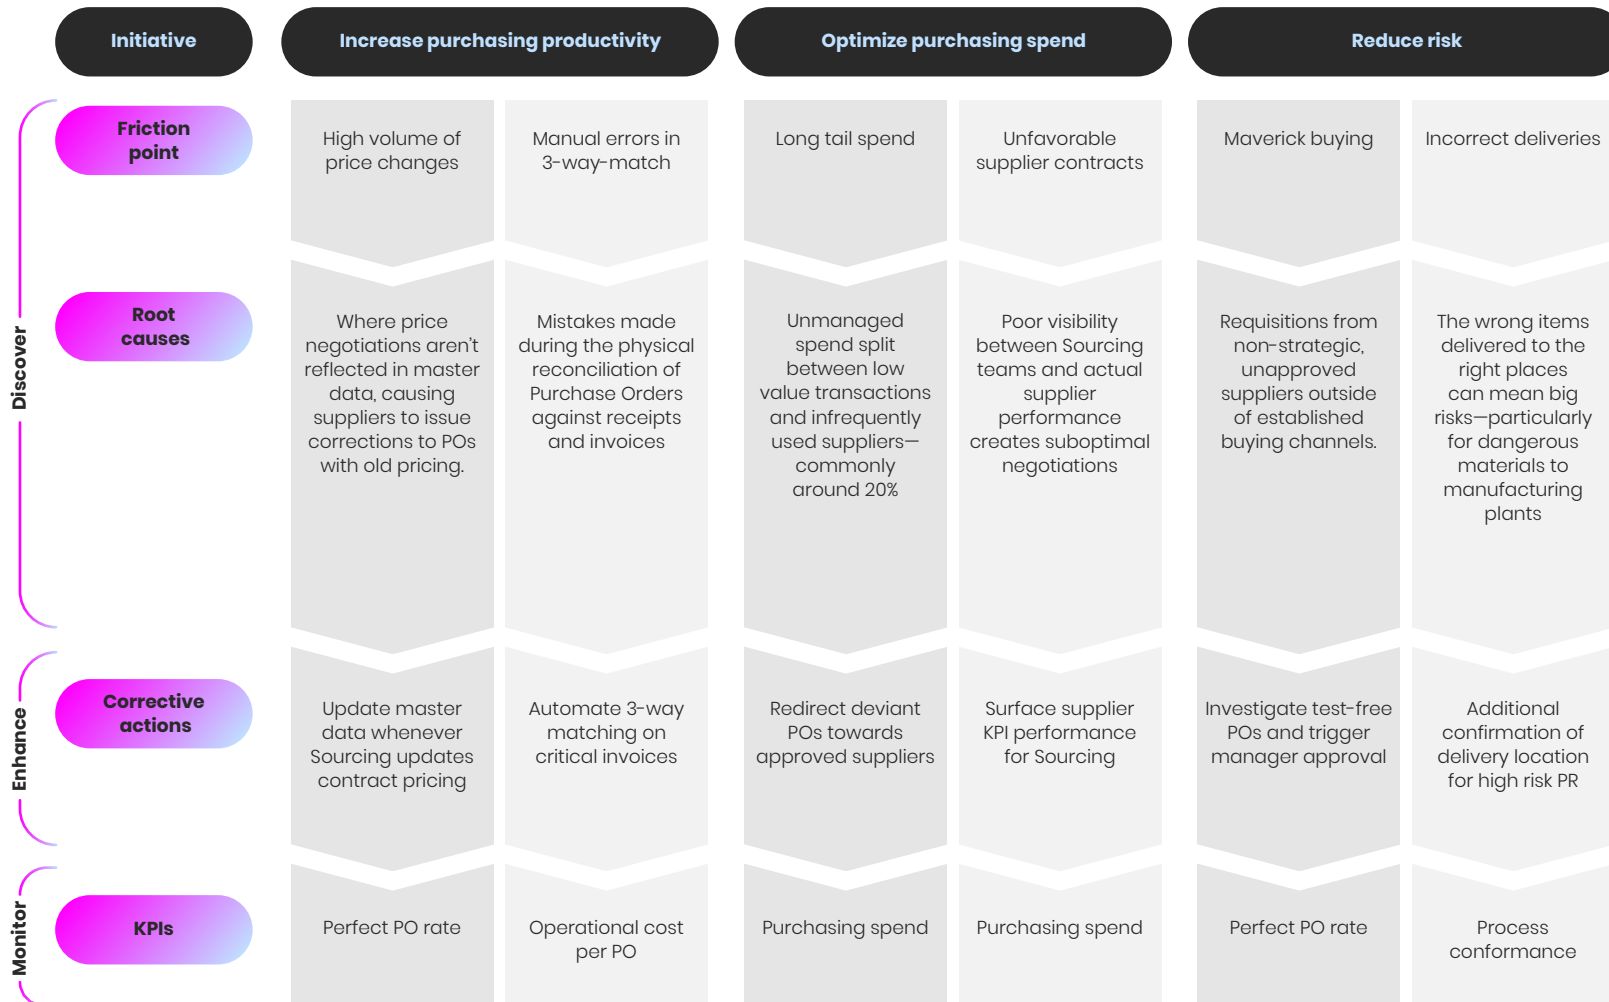 Initiative
Increase purchasing productivity
Optimize purchasing spend
Reduce risk
Discover
Friction
point
High volume of
price changes
Manual errors in
3-way-match
Long tail spend
Unfavorable
supplier contracts
Maverick buying
Incorrect deliveries
Root
causes
Where price
negotiations aren't
reflected in master
data, causing
suppliers to issue
corrections to POs
with old pricing.
Mistakes made
during the physical
reconciliation of
Purchase Orders
against receipts
and invoices
Unmanaged
spend split
between low
value transactions
and infrequently
used suppliers—
commonly
around 20%
Poor visibility
between Sourcing
teams and actual
supplier
performance
creates suboptimal
negotiations
Requisitions from
non-strategic,
unapproved
suppliers outside
of established
buying channels.
The wrong items
delivered to the
right places
can mean big
risks—particularly
for dangerous
materials to
manufacturing
plants
Enhance
Corrective
actions
Update master
data whenever
Sourcing updates
contract pricing
Automate 3-way
matching on
critical invoices
Redirect deviant
POs towards
approved suppliers
Surface supplier
KPI performance
for Sourcing
Investigate test-free
POs and trigger
manager approval
Additional
confirmation of
delivery location
for high risk PR
Monitor
KPIs
Perfect PO rate
Operational cost
per PO
Purchasing spend
Purchasing spend
Perfect PO rate
Process
conformance